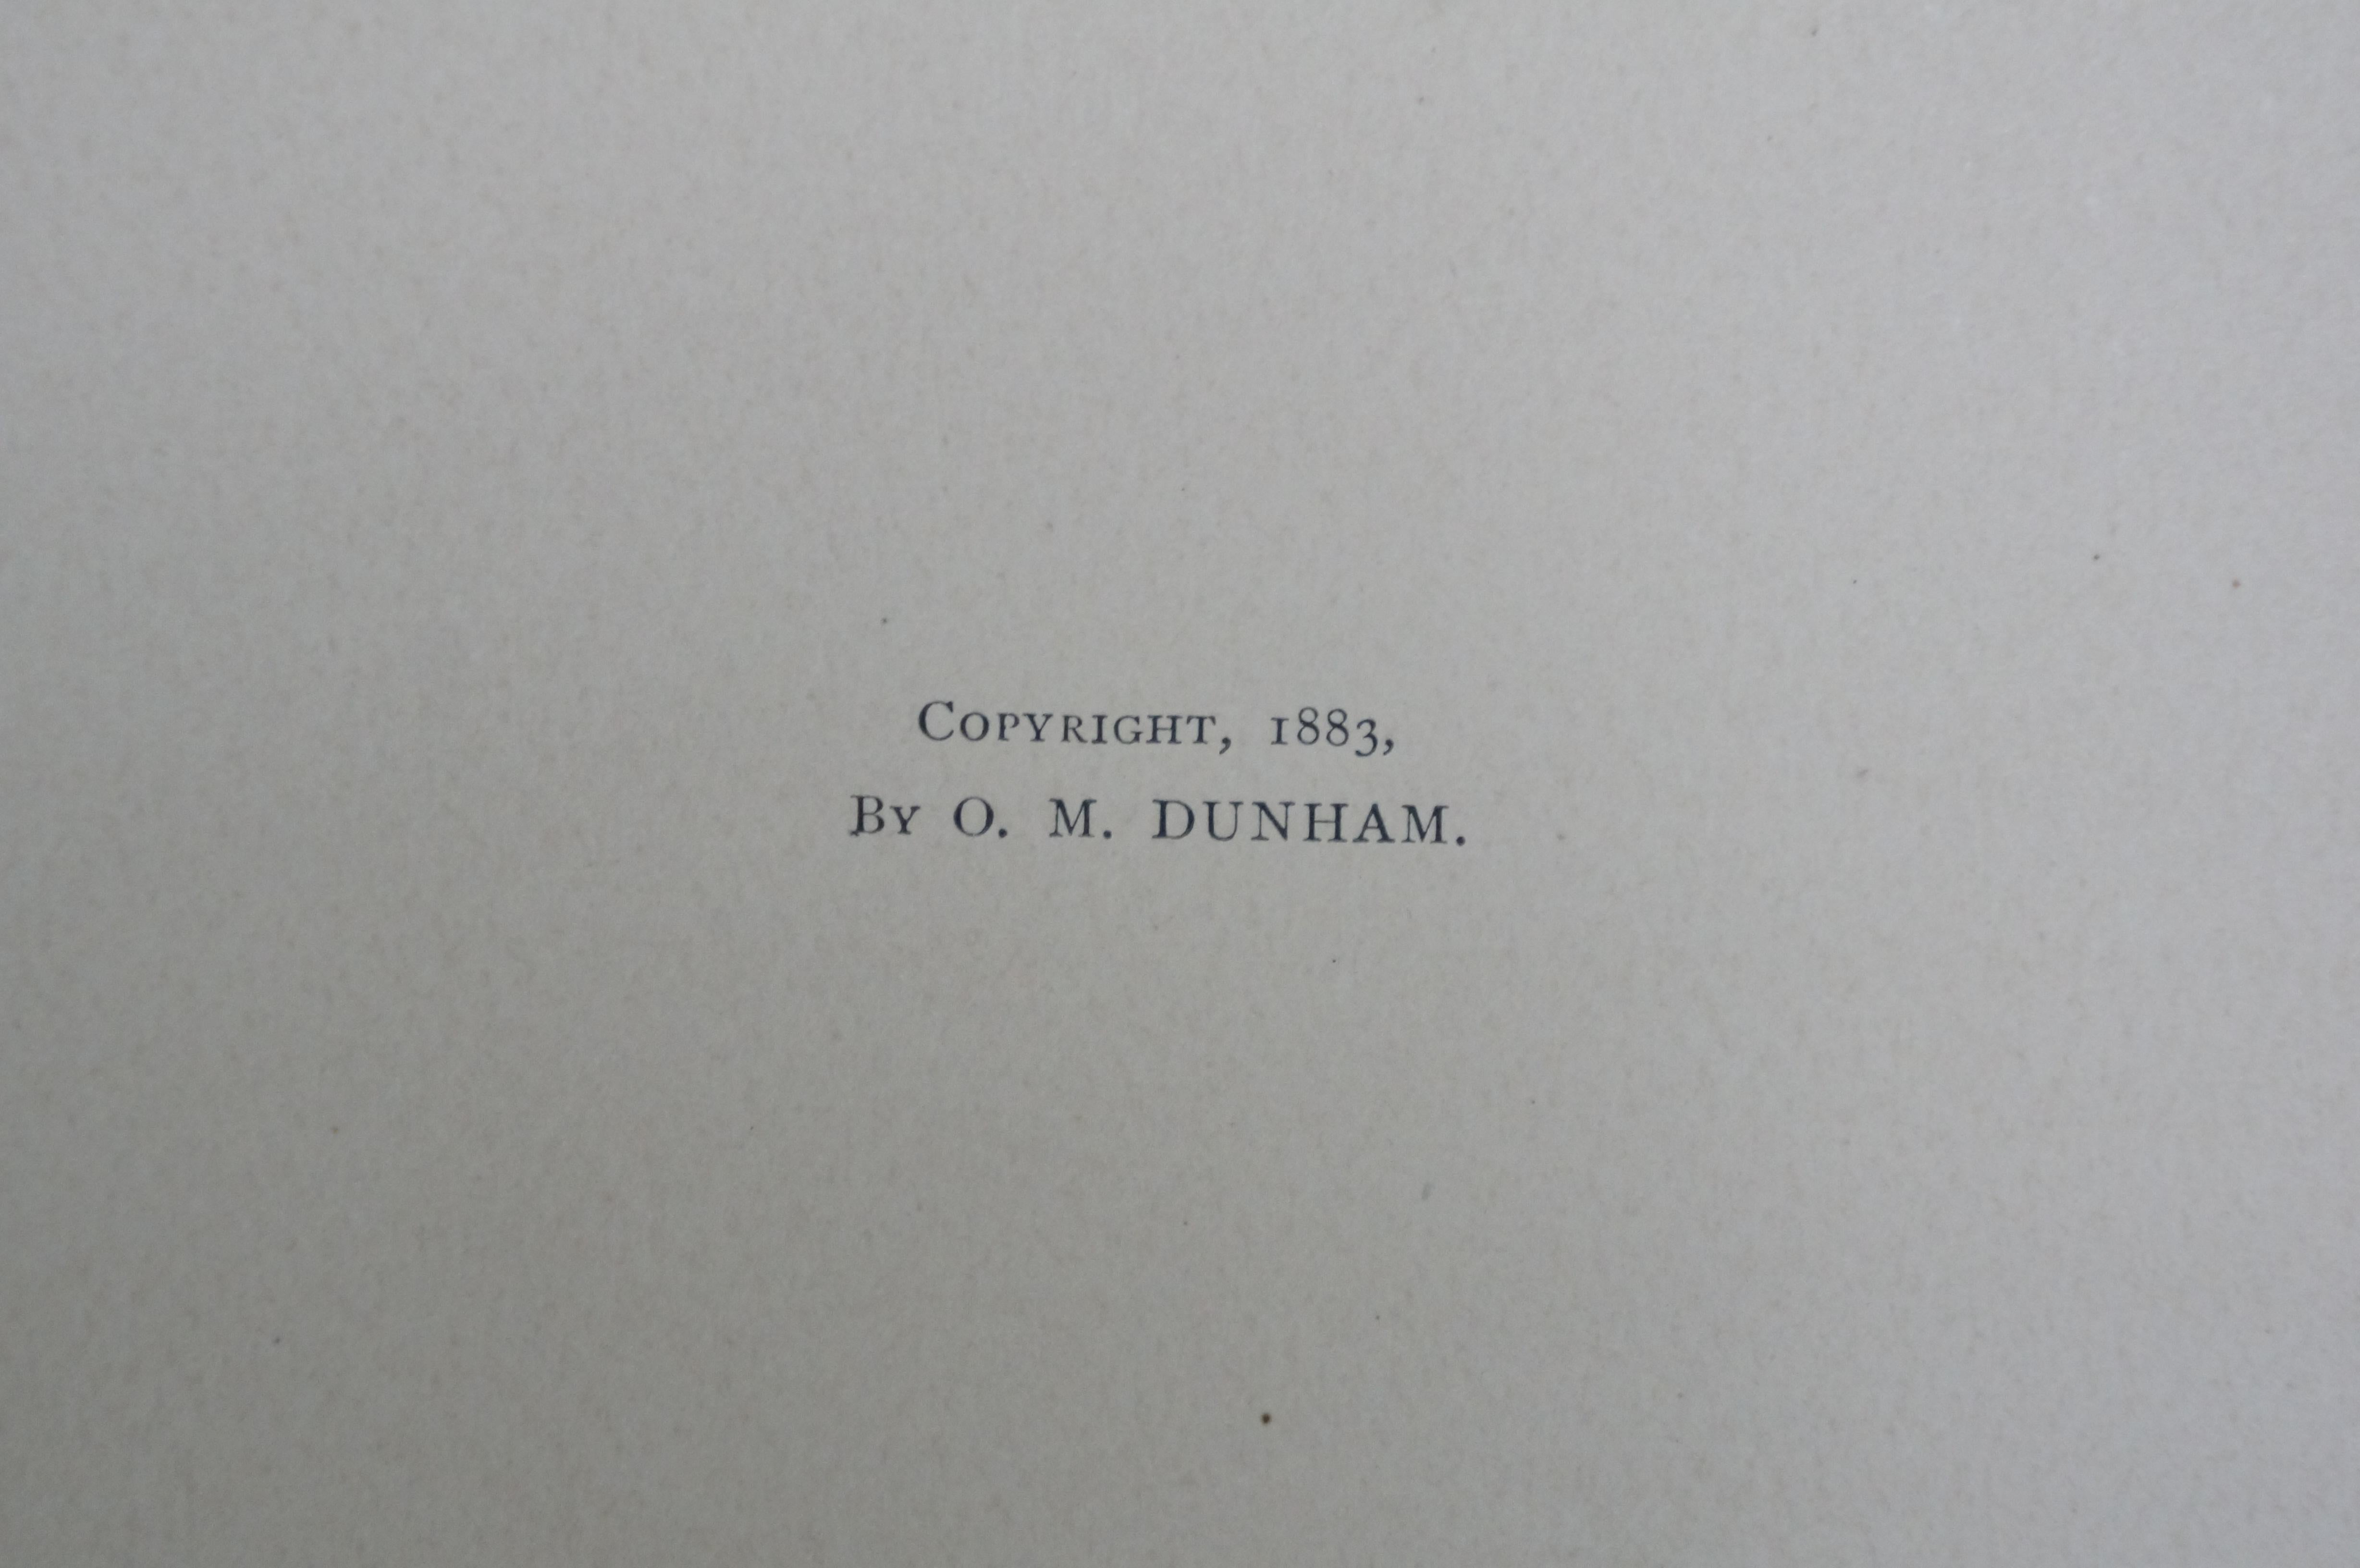 Copyright, 1883,
By O. M. DUNHAM.